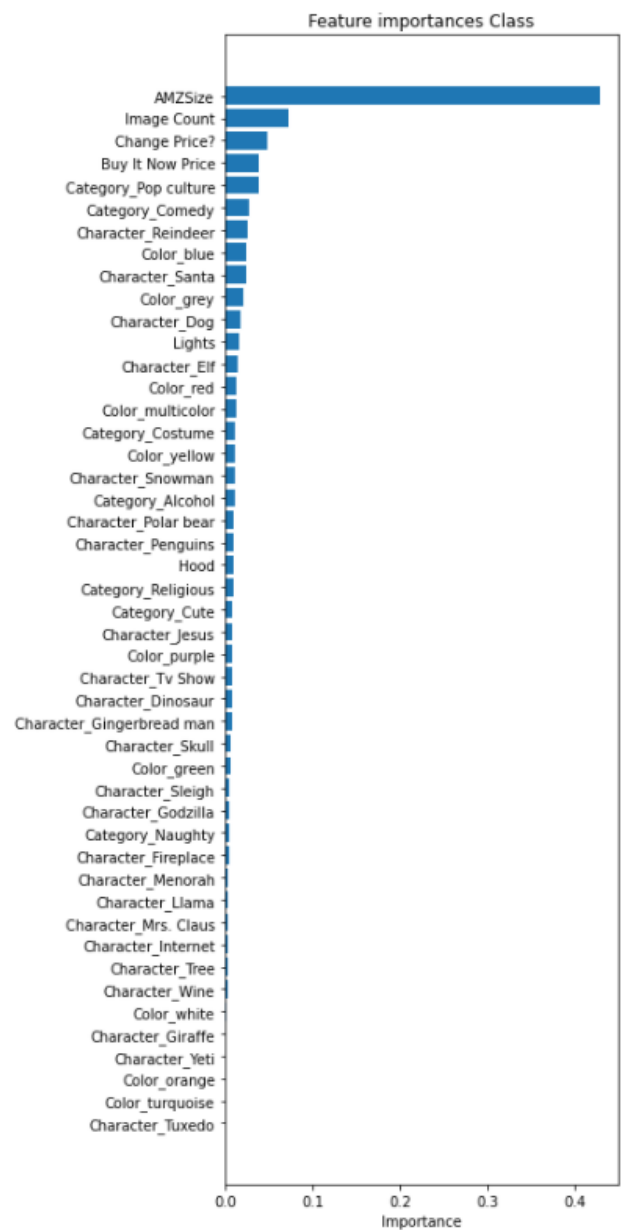 Feature importances Class
AMZSize
Image Count
Change Price?
Buy It Now Price
Category_Pop culture
Category_Comedy
Character_Reindeer
Color_blue
Character_Santa
Color_grey
Character_Dog
Lights
Character_Elf
Color_red
Color_multicolor
Category_Costume
Color_yellow
Character_Snowman
Category_Alcohol
Character_Polar bear
Character_Penguins
Hood
Category_Religious
Category_Cute
Character_Jesus
Color_purple
Character_Tv Show
Character_Dinosaur
Character_Gingerbread man
Character_Skull
Color_green
Character_Sleigh
Character_Godzilla
Category_Naughty
Character_Fireplace
Character_Menorah
Character_Llama
Character_Mrs. Claus
Character_Internet
Character_Tree
Character_Wine
Color_white
Character_Giraffe
Character_Yeti
Color_orange
Color_turquoise
Character_Tuxedo
0.0 0.1 0.2 0.3 0.4
Importance